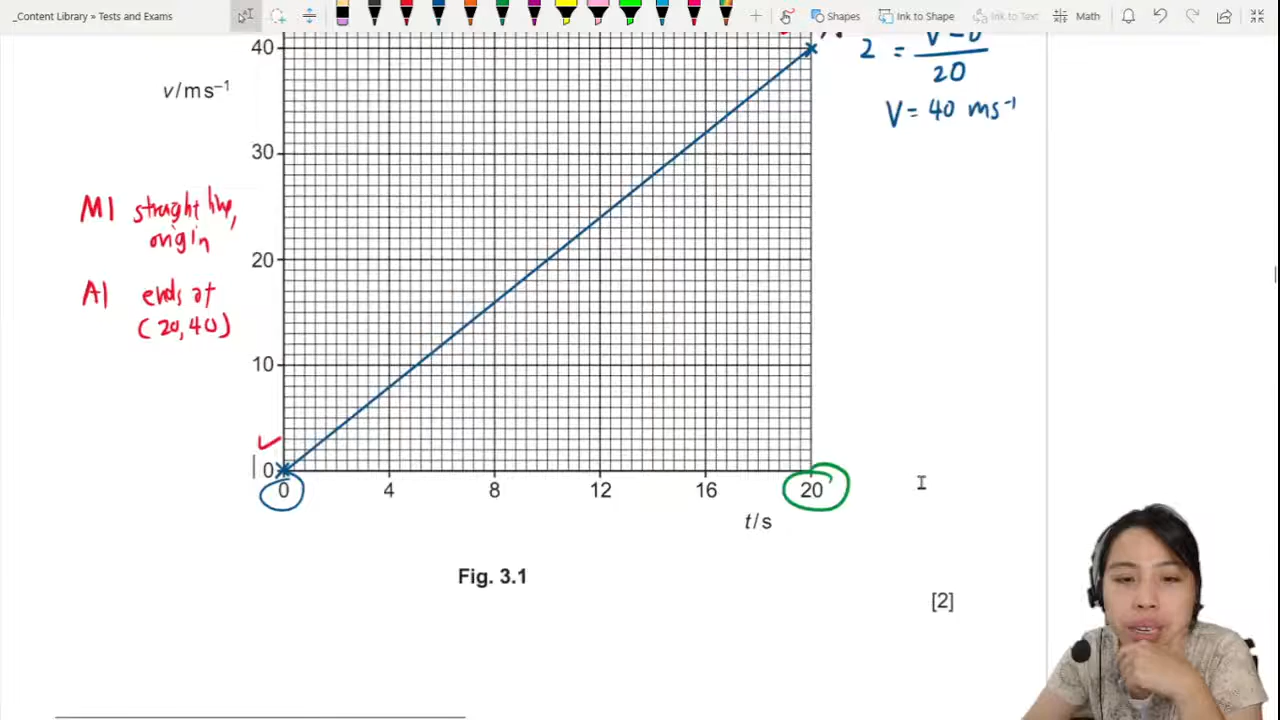 _Content Library » Tests and Exams
Shapes
Ink to Shape
Ink to Text
Math
40
v/ms⁻¹
30
20
10
0
0 4 8 12 16 20
t/s
Fig. 3.1
[2]
M1 straight line,
origin
A1 ends at
(20,40)
2 = v-0
20
V = 40 ms⁻¹